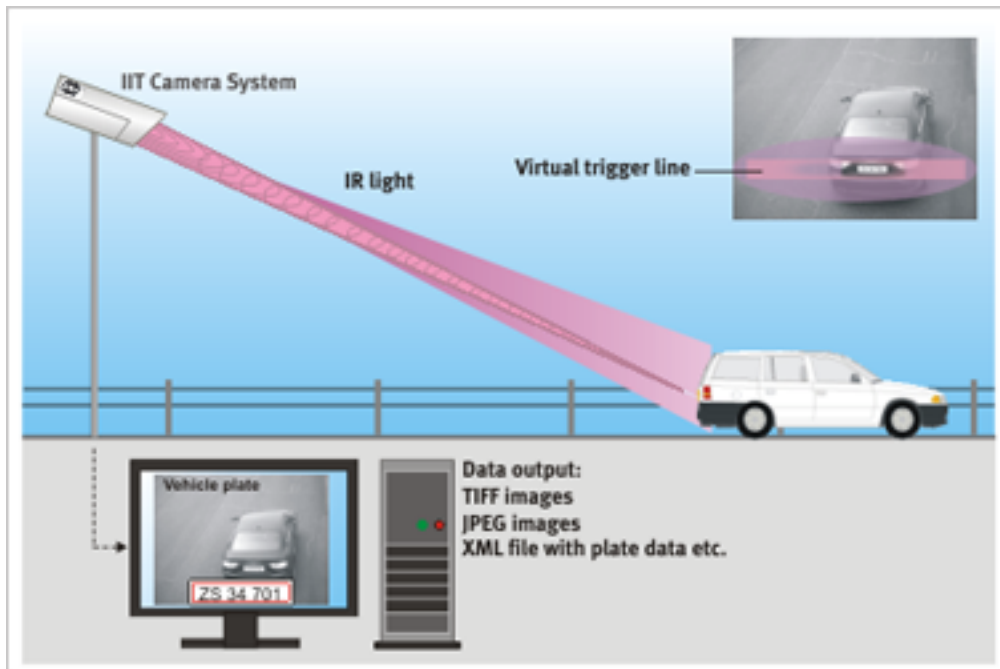 IIT Camera System
IR light
Virtual trigger line
Vehicle plate
ZS 34 701
Data output:
TIFF images
JPEG images
XML file with plate data etc.